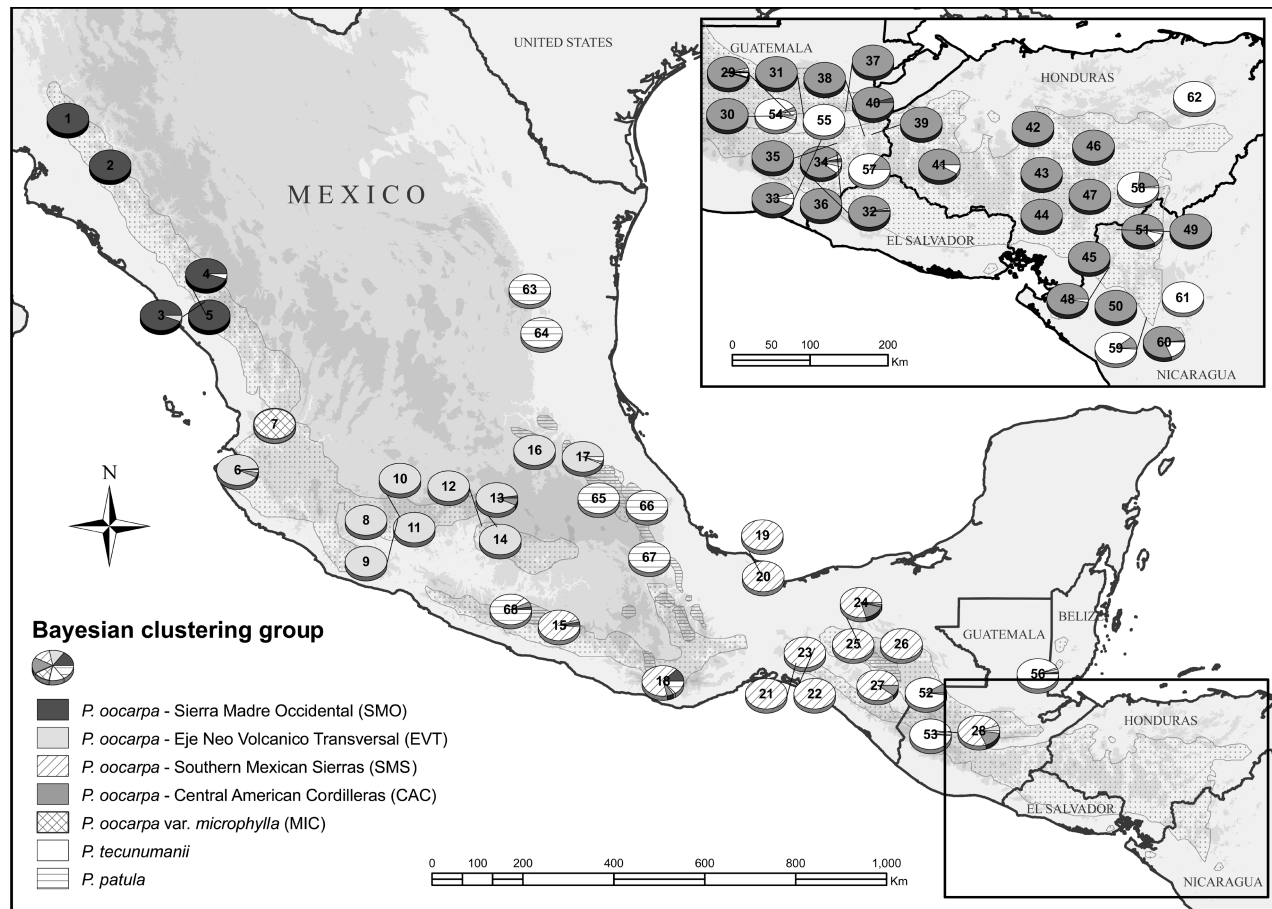 UNITED STATES
MEXICO
GUATEMALA
HONDURAS
EL SALVADOR
NICARAGUA
29
31
38
37
40
30
54
55
39
42
62
46
35
34
57
41
43
58
33
36
32
44
47
51
49
45
48
50
61
59
60
0 50 100 200
Km
1
2
4
3
5
63
64
7
6
10
12
13
16
17
8
11
14
9
65
66
67
19
20
68
15
18
24
23
25
26
21
22
27
52
53
28
56
N
GUATEMALA
BELIZE
HONDURAS
EL SALVADOR
NICARAGUA
Bayesian clustering group
P. oocarpa - Sierra Madre Occidental (SMO)
P. oocarpa - Eje Neo Volcanico Transversal (EVT)
P. oocarpa - Southern Mexican Sierras (SMS)
P. oocarpa - Central American Cordilleras (CAC)
P. oocarpa var. microphylla (MIC)
P. tecunumanii
P. patula
0 100 200 400 600 800 1,000
Km